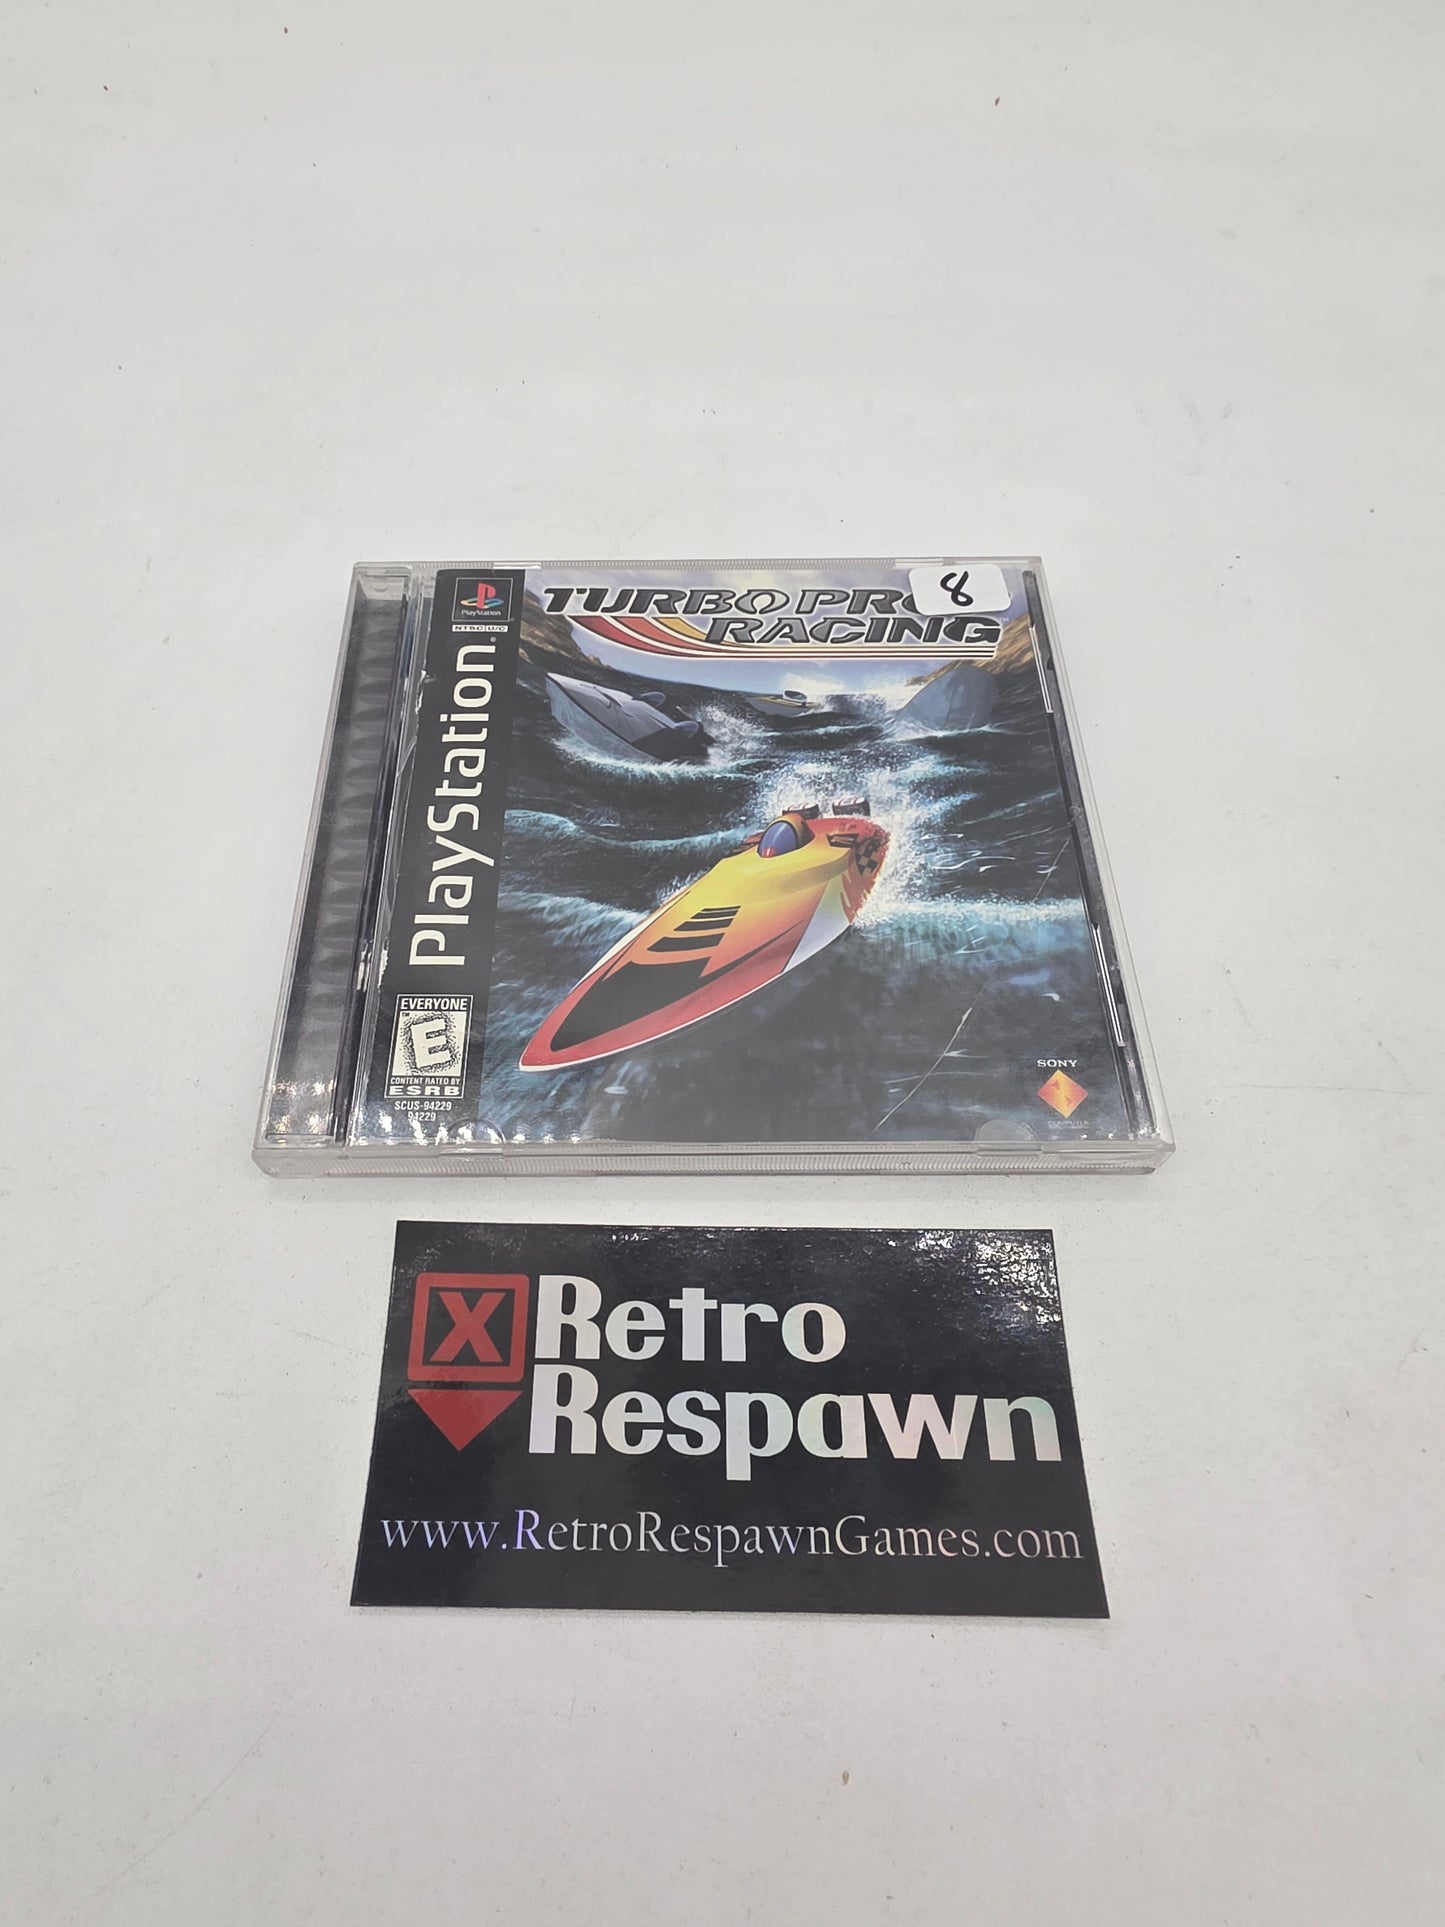 TURBO PRO
RACING
8
PlayStation
NTSC U/C
PlayStation
EVERYONE
E
CONTENT RATED BY
ESRB
SCUS-94229
94229
SONY
X Retro
Respawn
www.RetroRespawnGames.com